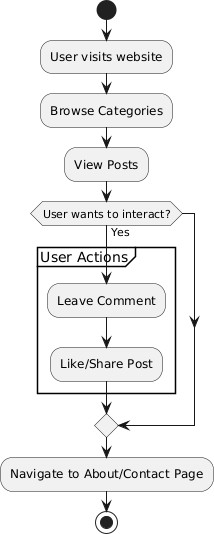 User visits website
Browse Categories
View Posts
User wants to interact?
Yes
User Actions
Leave Comment
Like/Share Post
Navigate to About/Contact Page